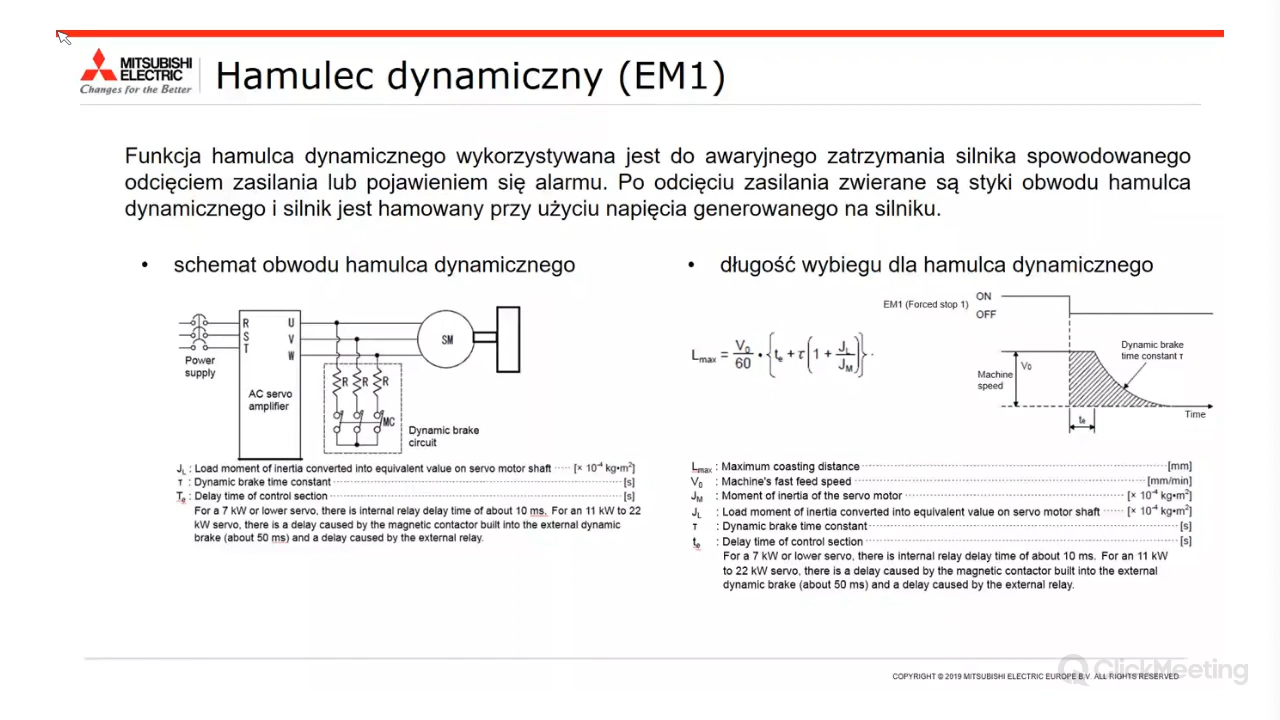 MITSUBISHI
ELECTRIC
Changes for the Better
Hamulec dynamiczny (EM1)
Funkcja hamulca dynamicznego wykorzystywana jest do awaryjnego zatrzymania silnika spowodowanego
odcięciem zasilania lub pojawieniem się alarmu. Po odcięciu zasilania zwierane są styki obwodu hamulca
dynamicznego i silnik jest hamowany przy użyciu napięcia generowanego na silniku.
• schemat obwodu hamulca dynamicznego
R
S
T
U
V
W
Power
supply
AC servo
amplifier
SM
R R R
MC
Dynamic brake
circuit
J_L : Load moment of inertia converted into equivalent value on servo motor shaft ····· [× 10⁻⁴ kg•m²]
τ : Dynamic brake time constant ····· [s]
T_e : Delay time of control section ····· [s]
For a 7 kW or lower servo, there is internal relay delay time of about 10 ms. For an 11 kW to 22
kW servo, there is a delay caused by the magnetic contactor built into the external dynamic
brake (about 50 ms) and a delay caused by the external relay.
• długość wybiegu dla hamulca dynamicznego
L_max = V₀/60 • {t_e + τ(1 + J_L/J_M)}
EM1 (Forced stop 1)
ON
OFF
Dynamic brake
time constant τ
Machine
speed
V₀
Time
t_e
L_max : Maximum coasting distance ····· [mm]
V₀ : Machine's fast feed speed ····· [mm/min]
J_M : Moment of inertia of the servo motor ····· [× 10⁻⁴ kg•m²]
J_L : Load moment of inertia converted into equivalent value on servo motor shaft ····· [× 10⁻⁴ kg•m²]
τ : Dynamic brake time constant ····· [s]
t_e : Delay time of control section ····· [s]
For a 7 kW or lower servo, there is internal relay delay time of about 10 ms. For an 11 kW
to 22 kW servo, there is a delay caused by the magnetic contactor built into the external
dynamic brake (about 50 ms) and a delay caused by the external relay.
ClickMeeting
COPYRIGHT © 2019 MITSUBISHI ELECTRIC EUROPE B.V. ALL RIGHTS RESERVED